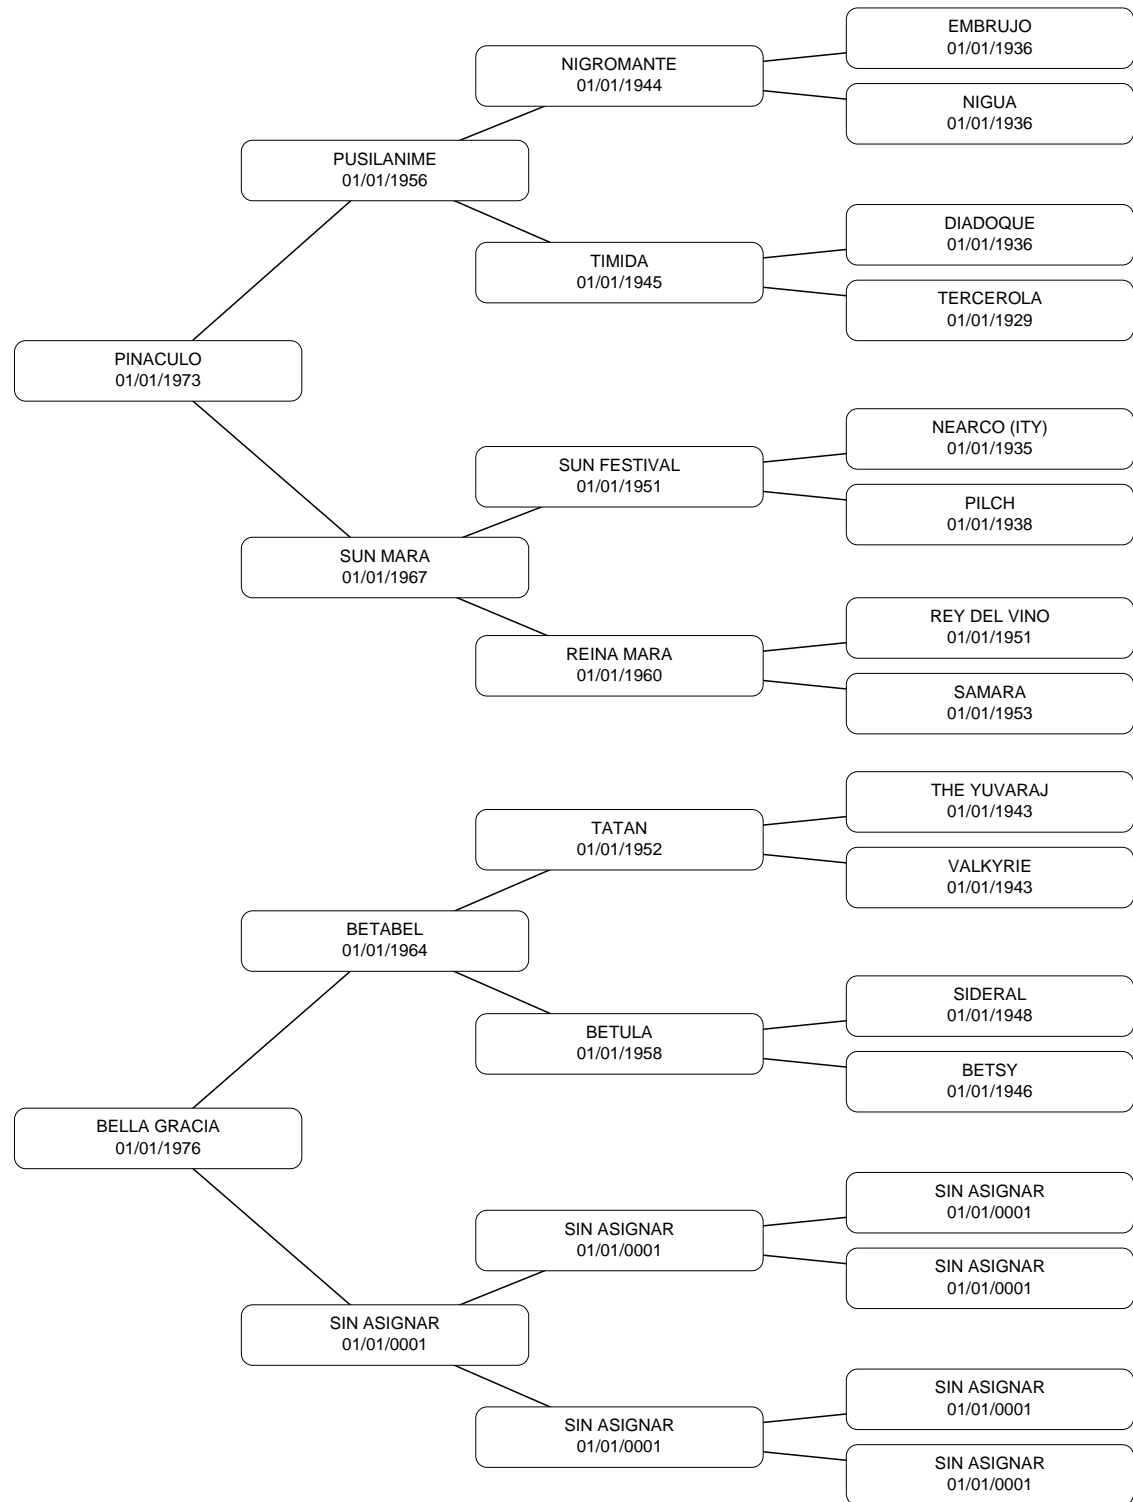 EMBRUJO
01/01/1936
NIGROMANTE
01/01/1944
NIGUA
01/01/1936
PUSILANIME
01/01/1956
DIADOQUE
01/01/1936
TIMIDA
01/01/1945
TERCEROLA
01/01/1929
PINACULO
01/01/1973
NEARCO (ITY)
01/01/1935
SUN FESTIVAL
01/01/1951
PILCH
01/01/1938
SUN MARA
01/01/1967
REY DEL VINO
01/01/1951
REINA MARA
01/01/1960
SAMARA
01/01/1953
THE YUVARAJ
01/01/1943
TATAN
01/01/1952
VALKYRIE
01/01/1943
BETABEL
01/01/1964
SIDERAL
01/01/1948
BETULA
01/01/1958
BETSY
01/01/1946
BELLA GRACIA
01/01/1976
SIN ASIGNAR
01/01/0001
SIN ASIGNAR
01/01/0001
SIN ASIGNAR
01/01/0001
SIN ASIGNAR
01/01/0001
SIN ASIGNAR
01/01/0001
SIN ASIGNAR
01/01/0001
SIN ASIGNAR
01/01/0001